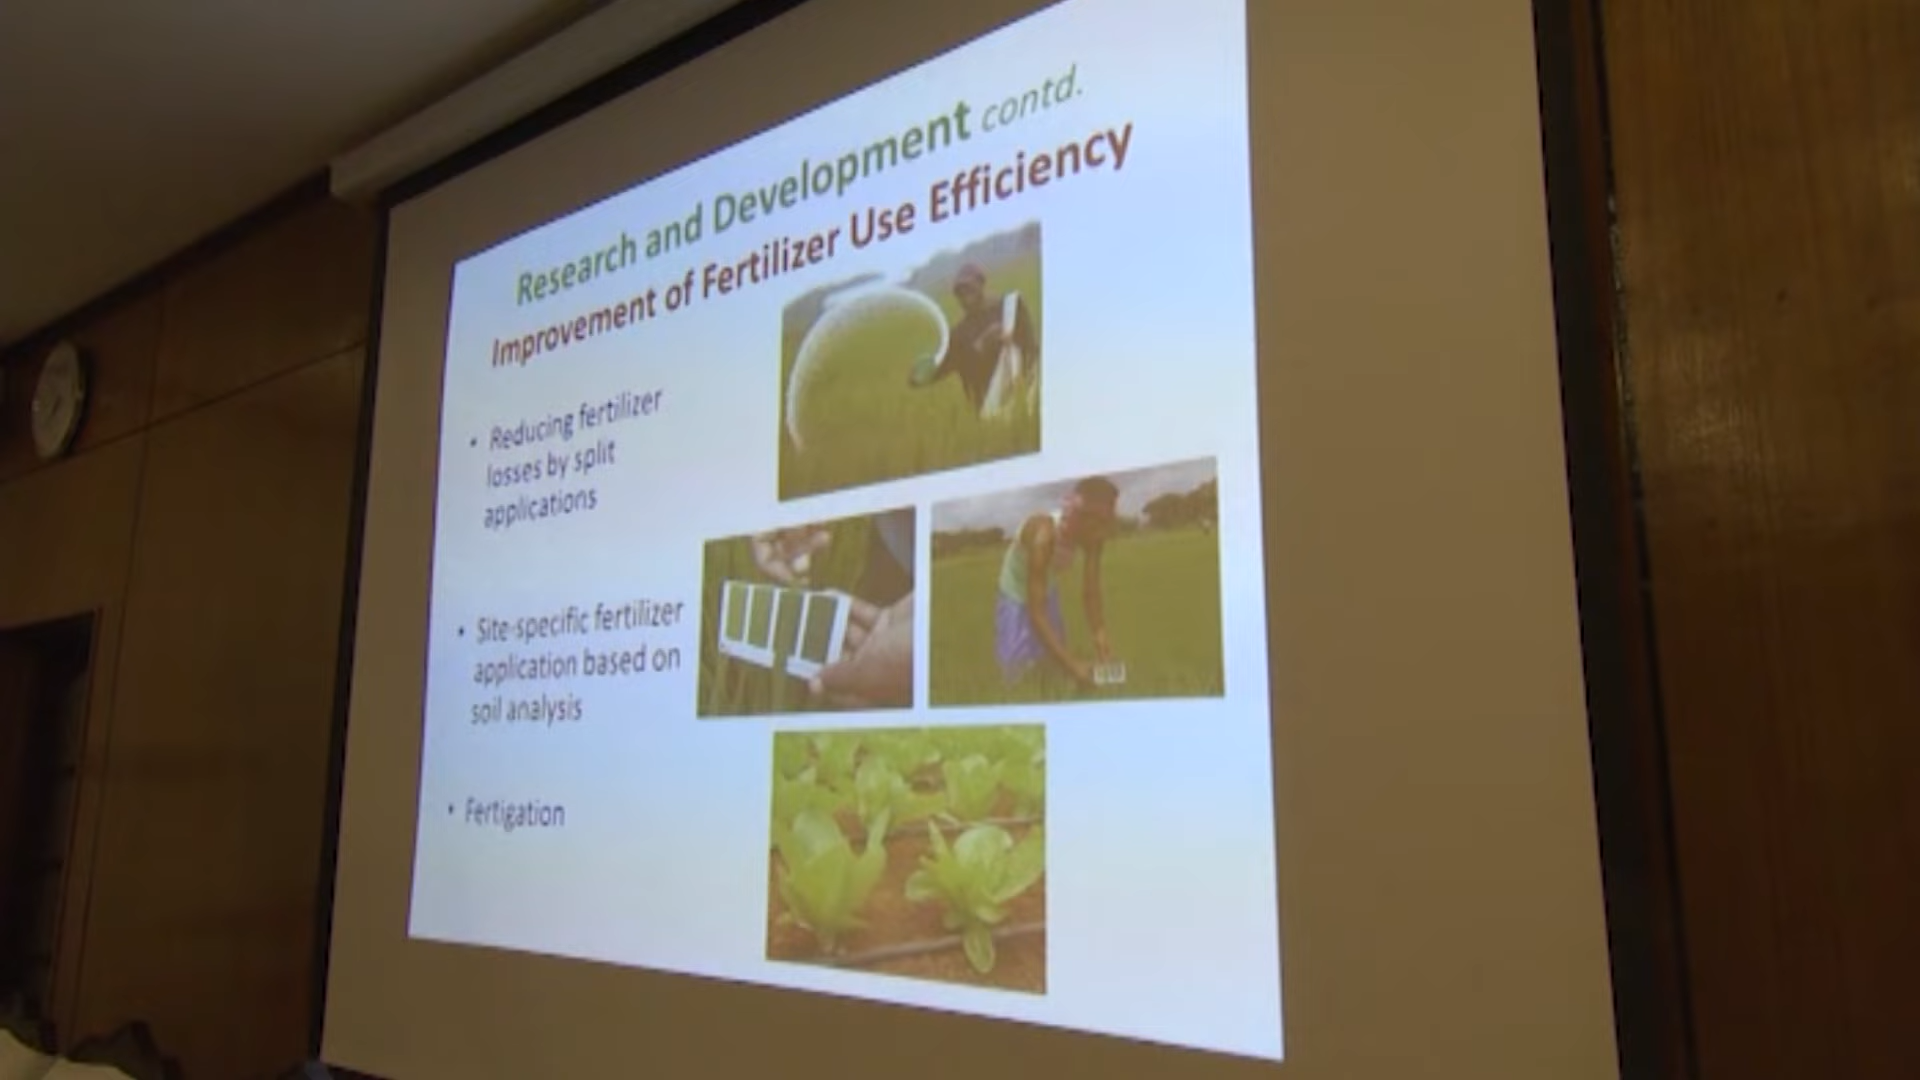 Research and Development contd.
Improvement of Fertilizer Use Efficiency
• Reducing fertilizer
losses by split
applications
• Site-specific fertilizer
application based on
soil analysis
• Fertigation